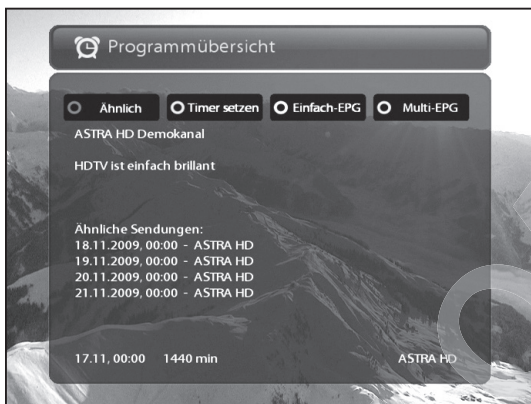 Programmübersicht
Ähnlich Timer setzen Einfach-EPG Multi-EPG
ASTRA HD Demokanal
HDTV ist einfach brillant
Ähnliche Sendungen:
18.11.2009, 00:00 - ASTRA HD
19.11.2009, 00:00 - ASTRA HD
20.11.2009, 00:00 - ASTRA HD
21.11.2009, 00:00 - ASTRA HD
17.11, 00:00 1440 min ASTRA HD